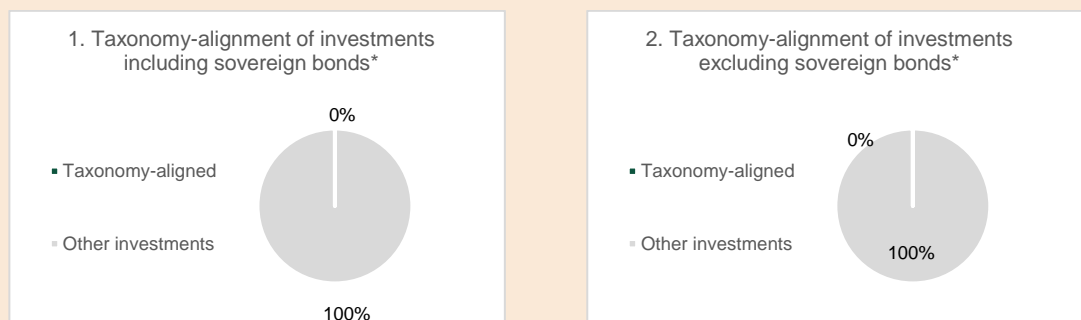 1. Taxonomy-alignment of investments
including sovereign bonds*
0%
Taxonomy-aligned
Other investments
100%
2. Taxonomy-alignment of investments
excluding sovereign bonds*
0%
Taxonomy-aligned
Other investments
100%